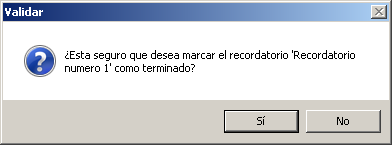 Validar
¿Esta seguro que desea marcar el recordatorio 'Recordatorio
numero 1' como terminado?
Sí
No